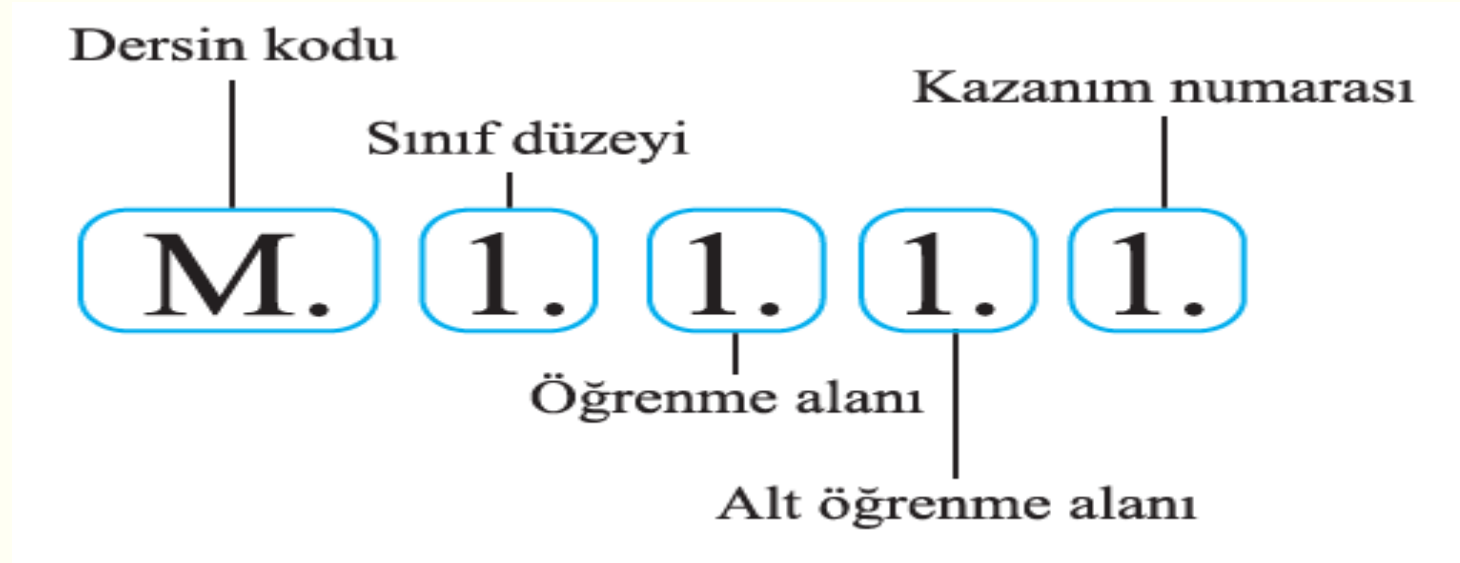 Dersin kodu
Kazanım numarası
Sınıf düzeyi
M. 1. 1. 1. 1.
Öğrenme alanı
Alt öğrenme alanı